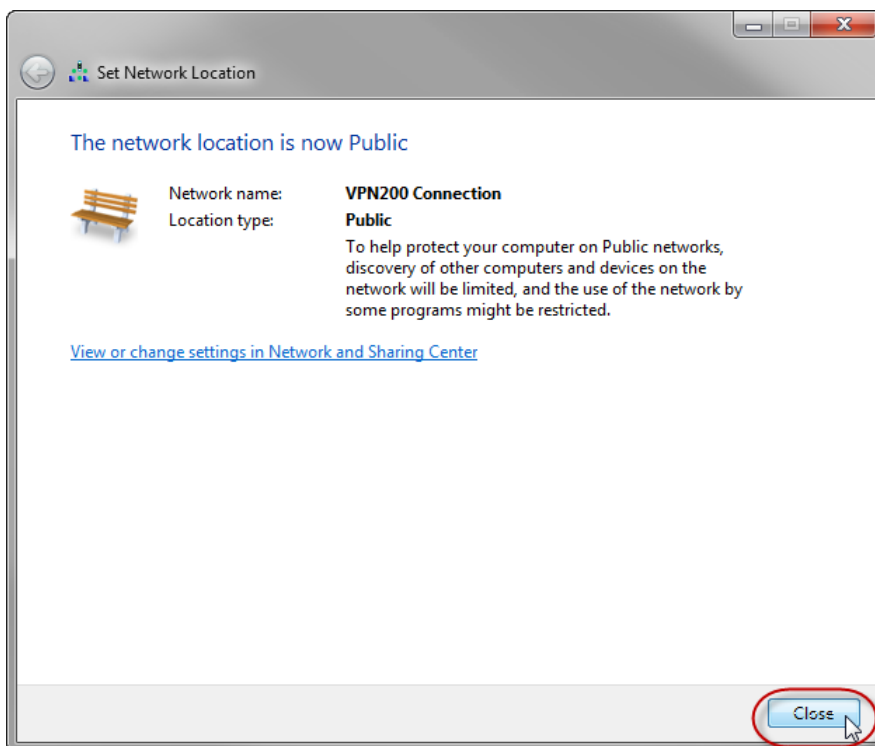 Set Network Location
The network location is now Public
Network name: VPN200 Connection
Location type: Public
To help protect your computer on Public networks,
discovery of other computers and devices on the
network will be limited, and the use of the network by
some programs might be restricted.
View or change settings in Network and Sharing Center
Close